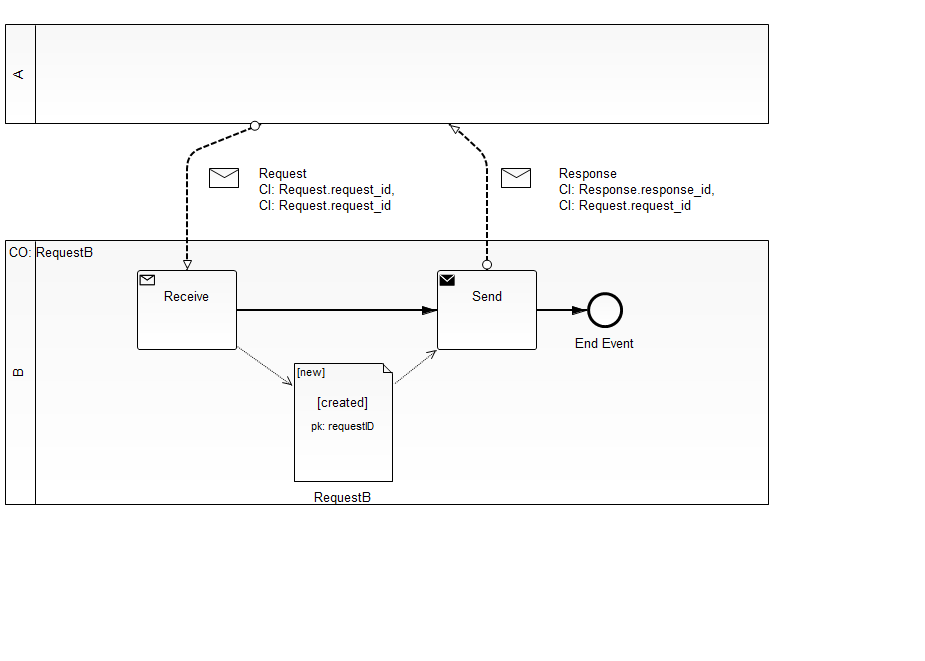 A
Request
CI: Request.request_id,
CI: Request.request_id
Response
CI: Response.response_id,
CI: Request.request_id
CO: RequestB
B
Receive
Send
End Event
[new]
[created]
pk: requestID
RequestB